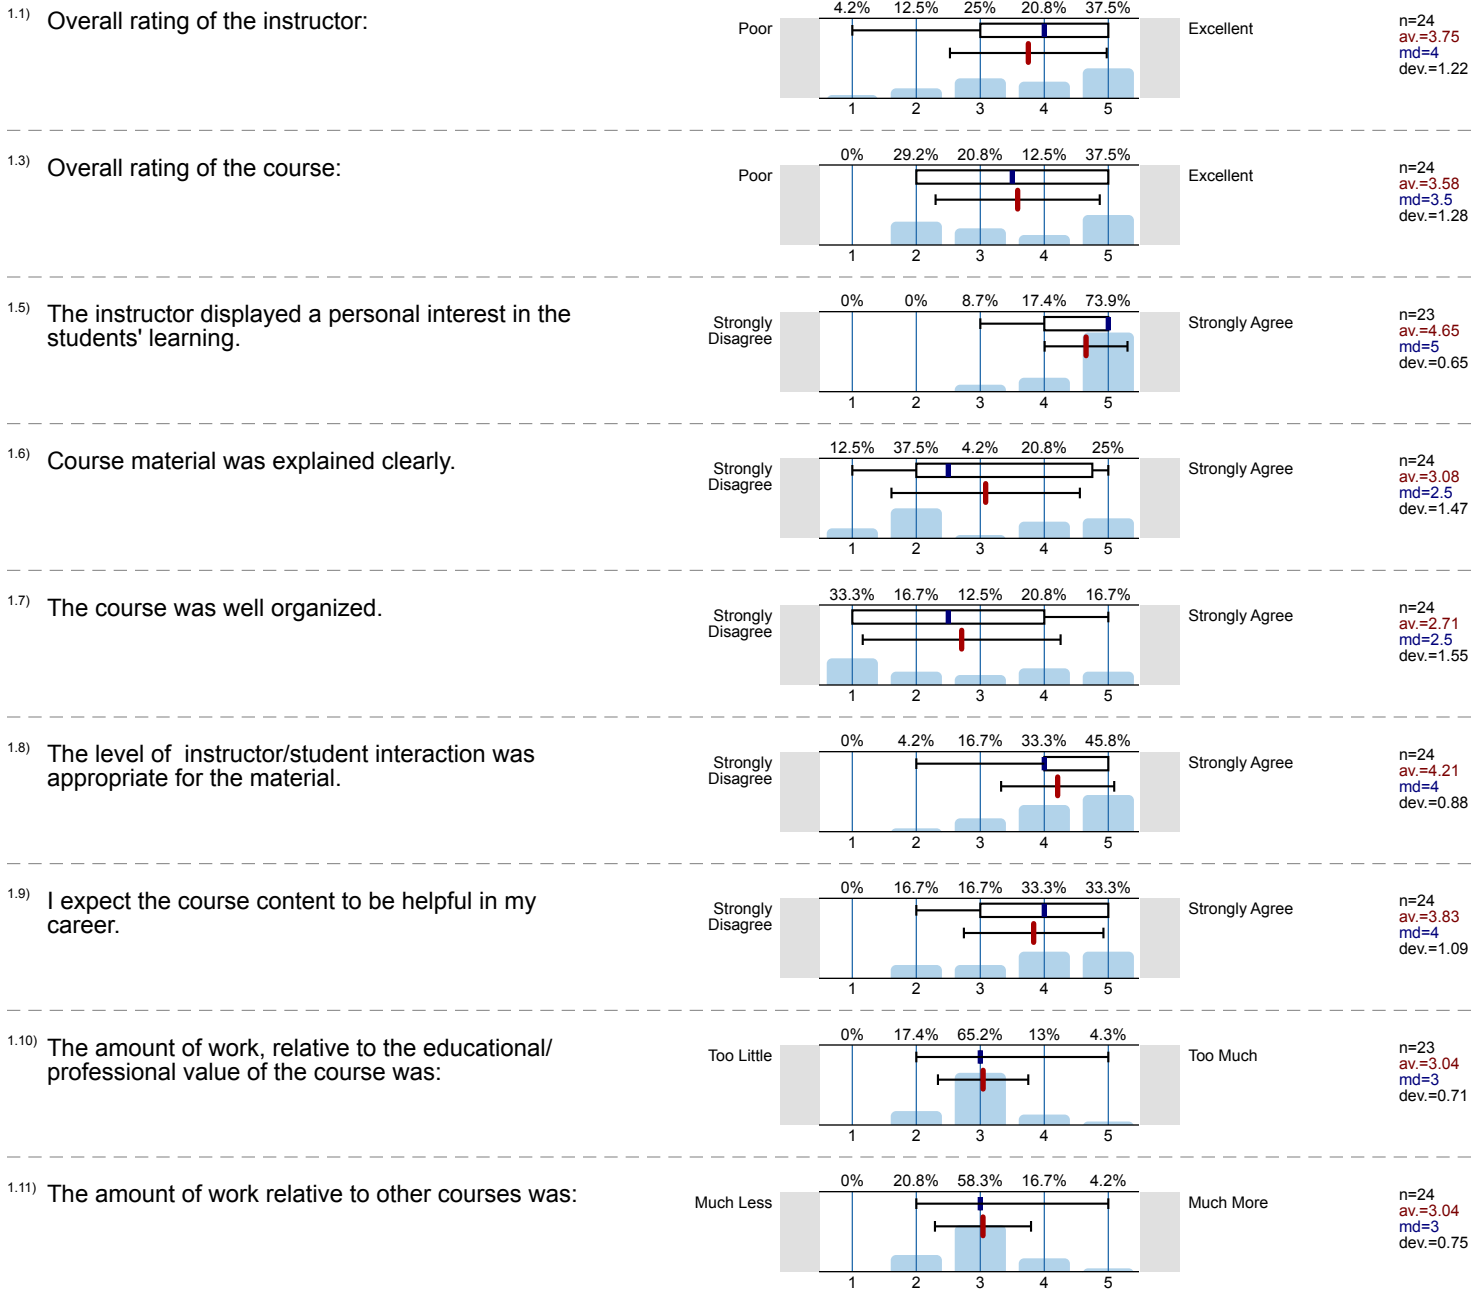 4.2% 12.5% 25% 20.8% 37.5%
1.1) Overall rating of the instructor:
Poor
Excellent
n=24
av.=3.75
md=4
dev.=1.22
1 2 3 4 5
0% 29.2% 20.8% 12.5% 37.5%
1.3) Overall rating of the course:
Poor
Excellent
n=24
av.=3.58
md=3.5
dev.=1.28
1 2 3 4 5
0% 0% 8.7% 17.4% 73.9%
1.5) The instructor displayed a personal interest in the
students' learning.
Strongly
Disagree
Strongly Agree
n=23
av.=4.65
md=5
dev.=0.65
1 2 3 4 5
12.5% 37.5% 4.2% 20.8% 25%
1.6) Course material was explained clearly.
Strongly
Disagree
Strongly Agree
n=24
av.=3.08
md=2.5
dev.=1.47
1 2 3 4 5
33.3% 16.7% 12.5% 20.8% 16.7%
1.7) The course was well organized.
Strongly
Disagree
Strongly Agree
n=24
av.=2.71
md=2.5
dev.=1.55
1 2 3 4 5
0% 4.2% 16.7% 33.3% 45.8%
1.8) The level of  instructor/student interaction was
appropriate for the material.
Strongly
Disagree
Strongly Agree
n=24
av.=4.21
md=4
dev.=0.88
1 2 3 4 5
0% 16.7% 16.7% 33.3% 33.3%
1.9) I expect the course content to be helpful in my
career.
Strongly
Disagree
Strongly Agree
n=24
av.=3.83
md=4
dev.=1.09
1 2 3 4 5
0% 17.4% 65.2% 13% 4.3%
1.10) The amount of work, relative to the educational/
professional value of the course was:
Too Little
Too Much
n=23
av.=3.04
md=3
dev.=0.71
1 2 3 4 5
0% 20.8% 58.3% 16.7% 4.2%
1.11) The amount of work relative to other courses was:
Much Less
Much More
n=24
av.=3.04
md=3
dev.=0.75
1 2 3 4 5